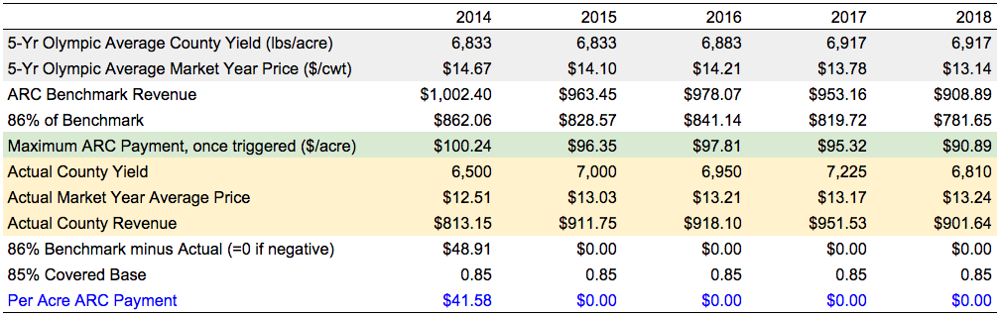 2014 2015 2016 2017 2018
5-Yr Olympic Average County Yield (lbs/acre) 6,833 6,833 6,883 6,917 6,917
5-Yr Olympic Average Market Year Price ($/cwt) $14.67 $14.10 $14.21 $13.78 $13.14
ARC Benchmark Revenue $1,002.40 $963.45 $978.07 $953.16 $908.89
86% of Benchmark $862.06 $828.57 $841.14 $819.72 $781.65
Maximum ARC Payment, once triggered ($/acre) $100.24 $96.35 $97.81 $95.32 $90.89
Actual County Yield 6,500 7,000 6,950 7,225 6,810
Actual Market Year Average Price $12.51 $13.03 $13.21 $13.17 $13.24
Actual County Revenue $813.15 $911.75 $918.10 $951.53 $901.64
86% Benchmark minus Actual (=0 if negative) $48.91 $0.00 $0.00 $0.00 $0.00
85% Covered Base 0.85 0.85 0.85 0.85 0.85
Per Acre ARC Payment $41.58 $0.00 $0.00 $0.00 $0.00